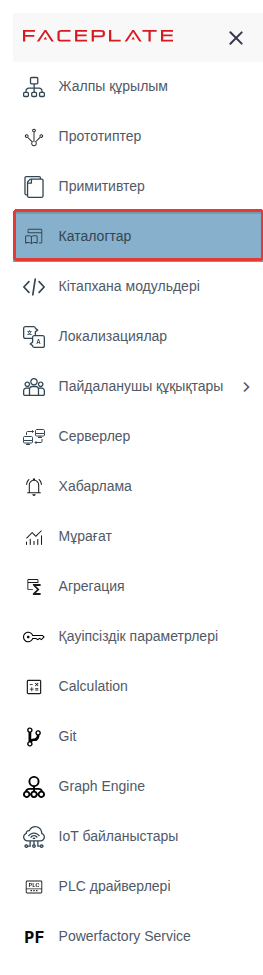 FACEPLATE
Жалпы құрылым
Прототиптер
Примитивтер
Каталогтар
Кітапхана модульдері
Локализациялар
Пайдаланушы құқықтары
Серверлер
Хабарлама
Мұрағат
Агрегация
Қауіпсіздік параметрлері
Calculation
Git
Graph Engine
IoT байланыстары
PLC PLC драйверлері
PF Powerfactory Service